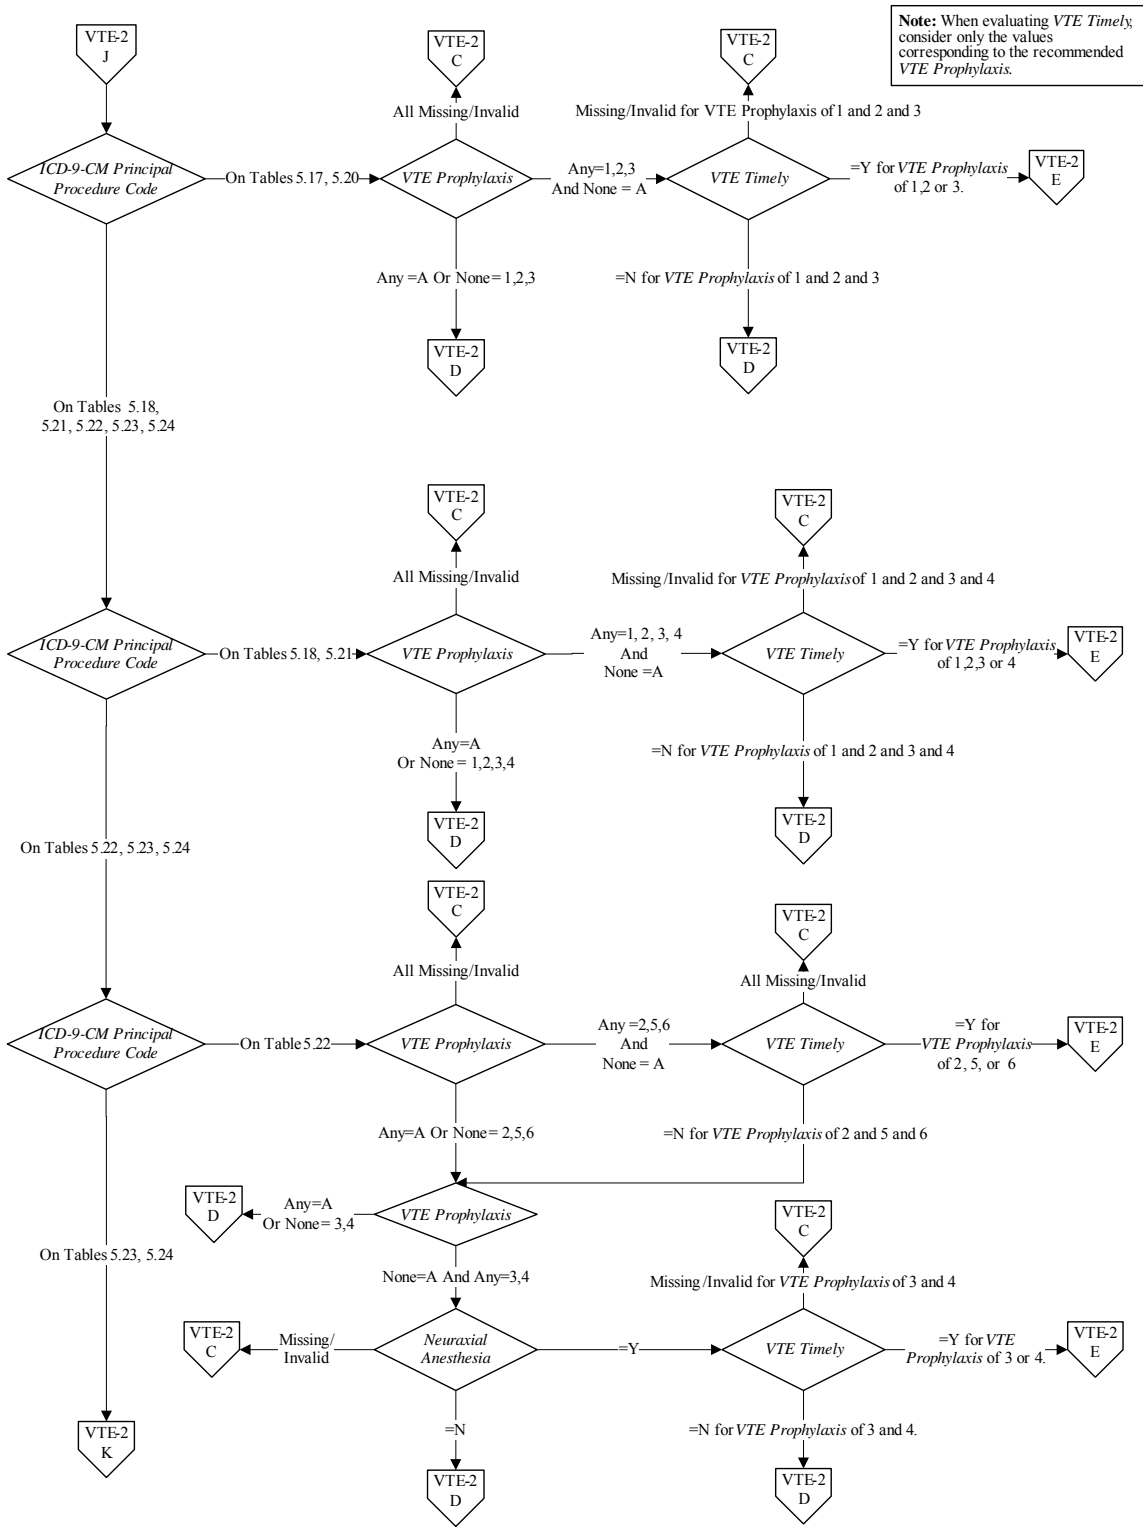 Note: When evaluating VTE Timely,
consider only the values
corresponding to the recommended
VTE Prophylaxis.
VTE-2
J
VTE-2
C
VTE-2
C
All Missing/Invalid
Missing/Invalid for VTE Prophylaxis of 1 and 2 and 3
ICD-9-CM Principal
Procedure Code
On Tables 5.17, 5.20
VTE Prophylaxis
Any=1,2,3
And None = A
VTE Timely
=Y for VTE Prophylaxis
of 1,2 or 3.
VTE-2
E
Any =A Or None= 1,2,3
=N for VTE Prophylaxis of 1 and 2 and 3
VTE-2
D
VTE-2
D
On Tables 5.18,
5.21, 5.22, 5.23, 5.24
VTE-2
C
VTE-2
C
All Missing/Invalid
Missing/Invalid for VTE Prophylaxis of 1 and 2 and 3 and 4
ICD-9-CM Principal
Procedure Code
On Tables 5.18, 5.21
VTE Prophylaxis
Any=1, 2, 3, 4
And
None =A
VTE Timely
=Y for VTE Prophylaxis
of 1,2,3 or 4
VTE-2
E
Any=A
Or None= 1,2,3,4
=N for VTE Prophylaxis of 1 and 2 and 3 and 4
VTE-2
D
VTE-2
D
On Tables 5.22, 5.23, 5.24
VTE-2
C
VTE-2
C
All Missing/Invalid
All Missing/Invalid
ICD-9-CM Principal
Procedure Code
On Table 5.22
VTE Prophylaxis
Any =2,5,6
And
None = A
VTE Timely
=Y for
VTE Prophylaxis
of 2, 5, or 6
VTE-2
E
Any=A Or None= 2,5,6
=N for VTE Prophylaxis of 2 and 5 and 6
VTE-2
D
Any=A
Or None= 3,4
VTE Prophylaxis
VTE-2
C
On Tables 5.23, 5.24
None=A And Any=3,4
Missing/Invalid for VTE Prophylaxis of 3 and 4
VTE-2
C
Missing/
Invalid
Neuraxial
Anesthesia
=Y
VTE Timely
=Y for VTE
Prophylaxis of 3 or 4.
VTE-2
E
VTE-2
K
=N
=N for VTE Prophylaxis of 3 and 4.
VTE-2
D
VTE-2
D